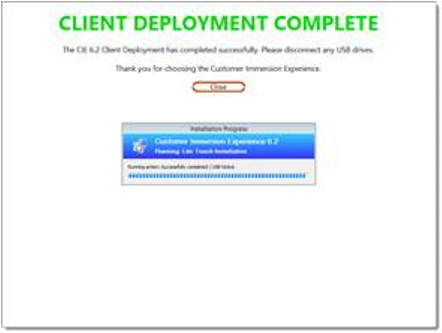 CLIENT DEPLOYMENT COMPLETE
The CIE 6.2 Client Deployment has completed successfully. Please disconnect any USB drives.
Thank you for choosing the Customer Immersion Experience.
Close
Installation Progress
Customer Immersion Experience 6.2
Running: Lite Touch Installation
Running action: Successfully completed